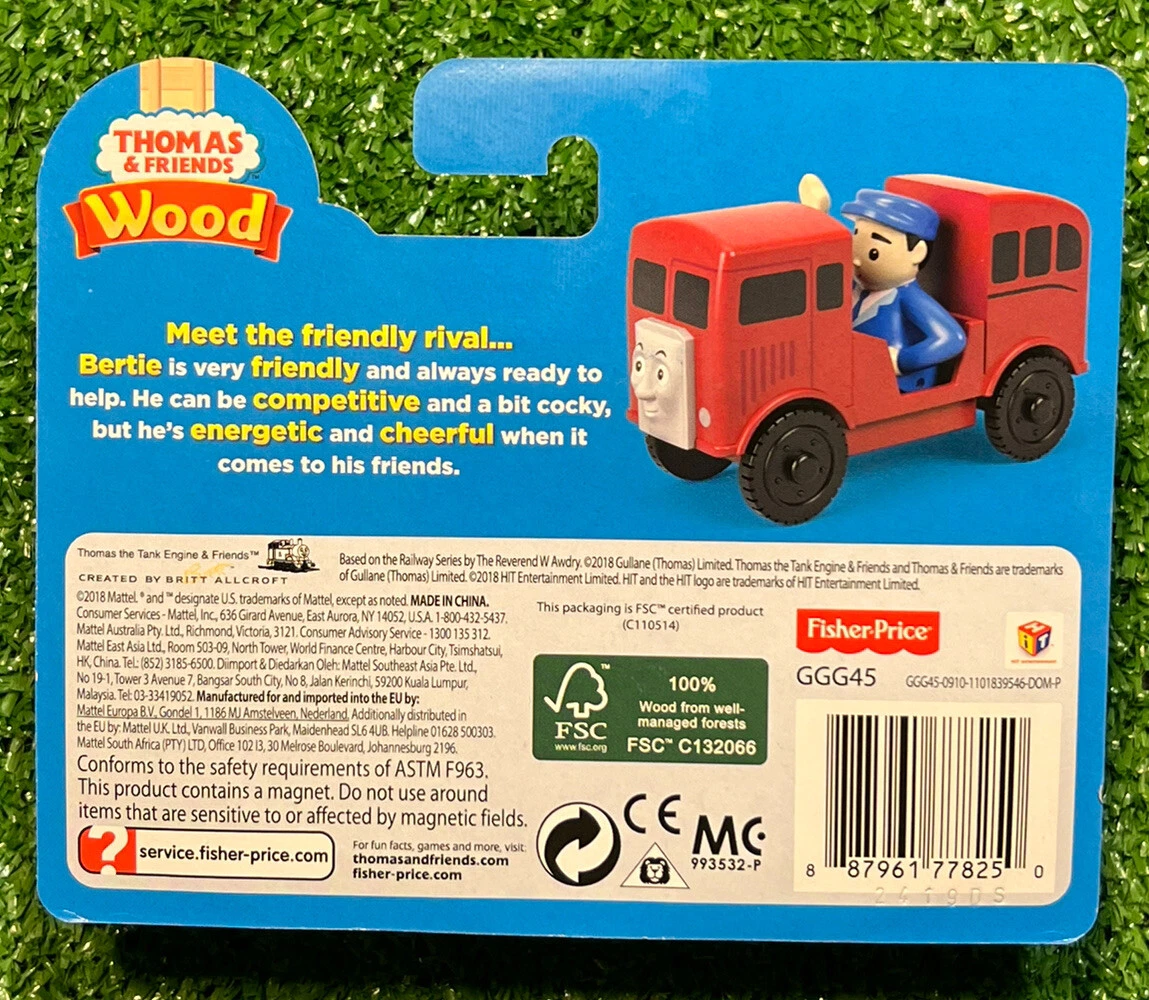 THOMAS
& FRIENDS™
Wood
Meet the friendly rival...
Bertie is very friendly and always ready to
help. He can be competitive and a bit cocky,
but he's energetic and cheerful when it
comes to his friends.
Thomas the Tank Engine & Friends™
CREATED BY BRITT ALLCROFT
Based on the Railway Series by The Reverend W Awdry. ©2018 Gullane (Thomas) Limited. Thomas the Tank Engine & Friends and Thomas & Friends are trademarks
of Gullane (Thomas) Limited. ©2018 HIT Entertainment Limited. HIT and the HIT logo are trademarks of HIT Entertainment Limited.
©2018 Mattel. ® and ™ designate U.S. trademarks of Mattel, except as noted. MADE IN CHINA.
Consumer Services - Mattel, Inc., 636 Girard Avenue, East Aurora, NY 14052, U.S.A. 1-800-432-5437.
Mattel Australia Pty. Ltd., Richmond, Victoria, 3121. Consumer Advisory Service - 1300 135 312.
Mattel East Asia Ltd., Room 503-09, North Tower, World Finance Centre, Harbour City, Tsimshatsui,
HK, China. Tel.: (852) 3185-6500. Diimport & Diedarkan Oleh: Mattel Southeast Asia Pte. Ltd.,
No 19-1, Tower 3 Avenue 7, Bangsar South City, No 8, Jalan Kerinchi, 59200 Kuala Lumpur,
Malaysia. Tel: 03-33419052. Manufactured for and imported into the EU by:
Mattel Europa B.V., Gondel 1, 1186 MJ Amstelveen, Nederland. Additionally distributed in
the EU by: Mattel U.K. Ltd., Vanwall Business Park, Maidenhead SL6 4UB. Helpline 01628 500303.
Mattel South Africa (PTY) LTD, Office 102 I3, 30 Melrose Boulevard, Johannesburg 2196.
Conforms to the safety requirements of ASTM F963.
This product contains a magnet. Do not use around
items that are sensitive to or affected by magnetic fields.
? service.fisher-price.com
For fun facts, games and more, visit:
thomasandfriends.com
fisher-price.com
This packaging is FSC™ certified product
(C110514)
FSC
www.fsc.org
100%
Wood from well-
managed forests
FSC™ C132066
CE
MC
993532-P
Fisher-Price®
HIT
HIT ENTERTAINMENT
GGG45
GGG45-0910-1101839546-DOM-P
8 87961 77825 0
2419DS